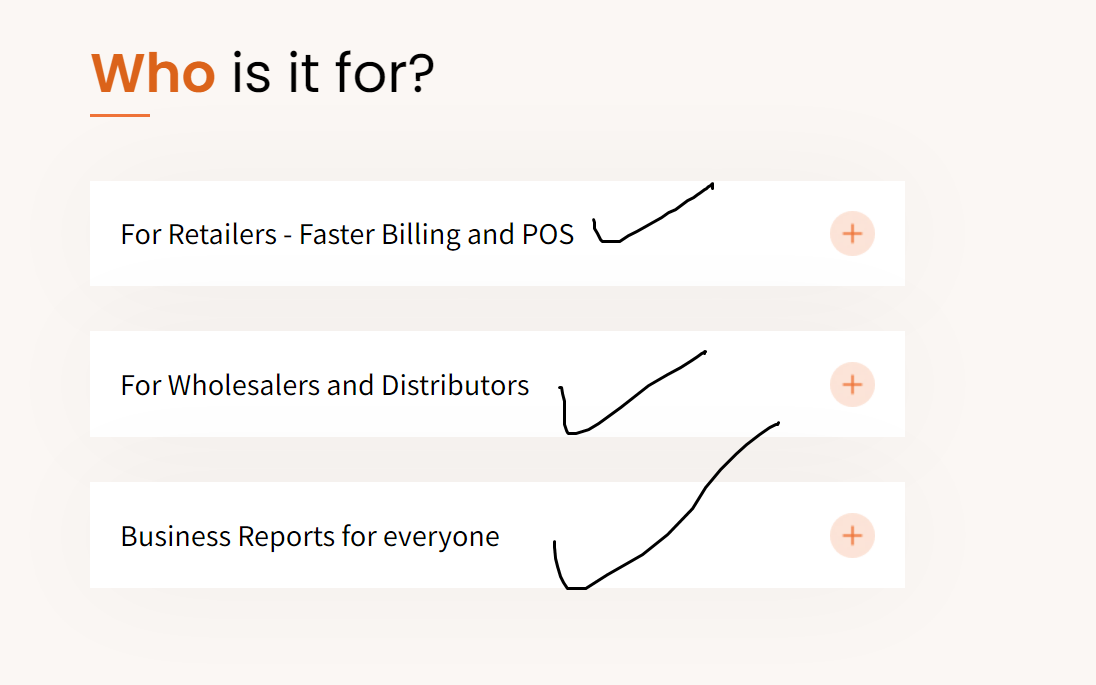 Who is it for?
For Retailers - Faster Billing and POS
For Wholesalers and Distributors
Business Reports for everyone